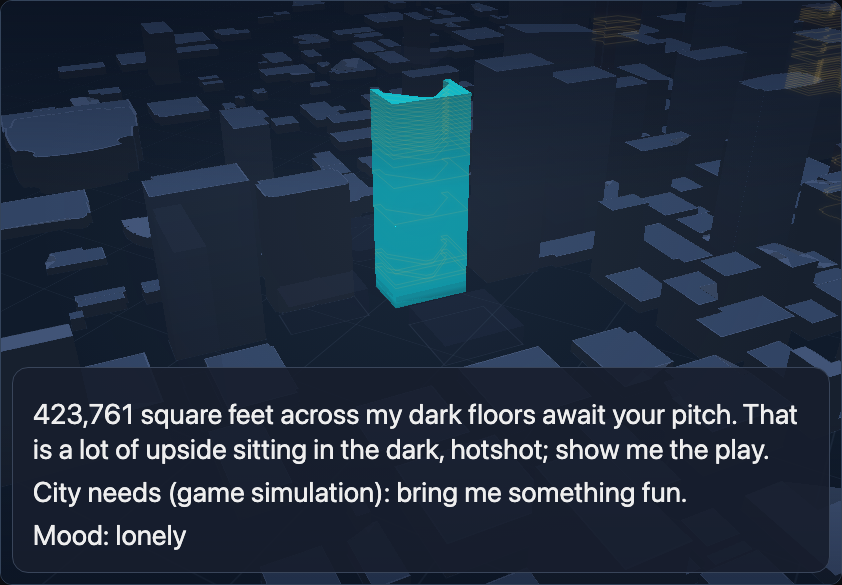 423,761 square feet across my dark floors await your pitch. That
is a lot of upside sitting in the dark, hotshot; show me the play.
City needs (game simulation): bring me something fun.
Mood: lonely